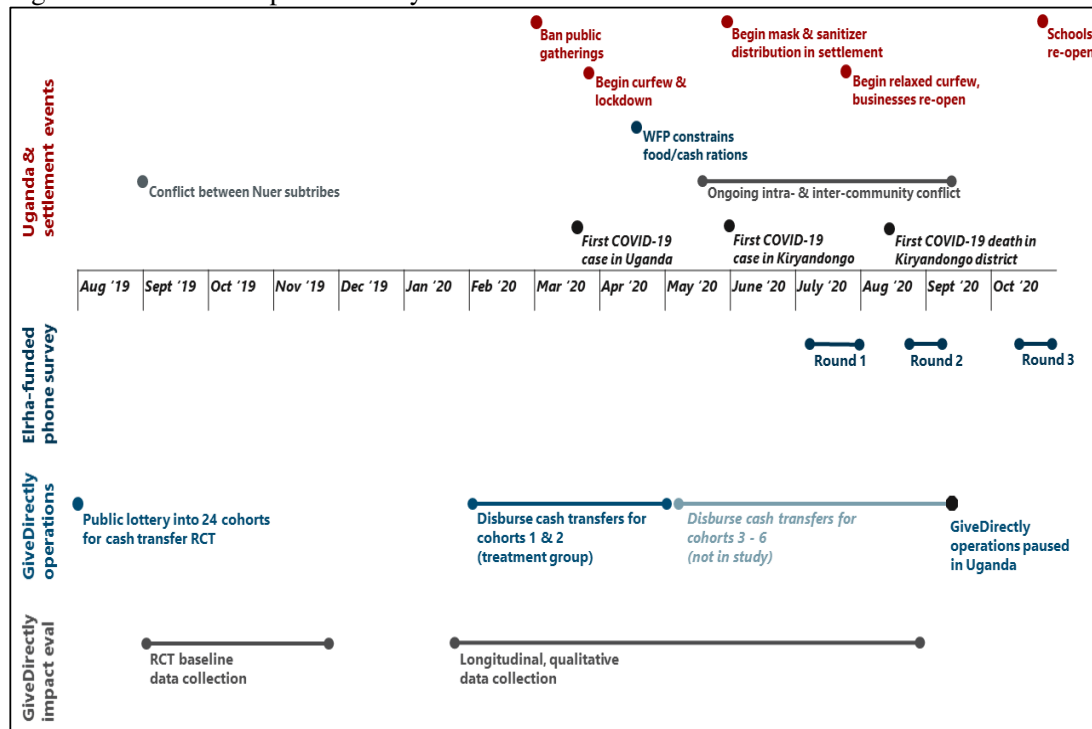 Ban public
gatherings
Begin mask & sanitizer
distribution in settlement
Schools
re-open
Begin curfew &
lockdown
Begin relaxed curfew,
businesses re-open
WFP constrains
food/cash rations
Uganda &
settlement events
Conflict between Nuer subtribes
Ongoing intra- & inter-community conflict
First COVID-19
case in Uganda
First COVID-19
case in Kiryandongo
First COVID-19 death in
Kiryandongo district
Aug ‘19 Sept ‘19 Oct ‘19 Nov ‘19 Dec ‘19 Jan ‘20 Feb ‘20 Mar ‘20 Apr ‘20 May ‘20 June ‘20 July ‘20 Aug ‘20 Sept ‘20 Oct ‘20
Elrha-funded
phone survey
Round 1
Round 2
Round 3
GiveDirectly
operations
Public lottery into 24 cohorts
for cash transfer RCT
Disburse cash transfers for
cohorts 1 & 2
(treatment group)
Disburse cash transfers for
cohorts 3 - 6
(not in study)
GiveDirectly
operations paused
in Uganda
GiveDirectly
impact eval
RCT baseline
data collection
Longitudinal, qualitative
data collection